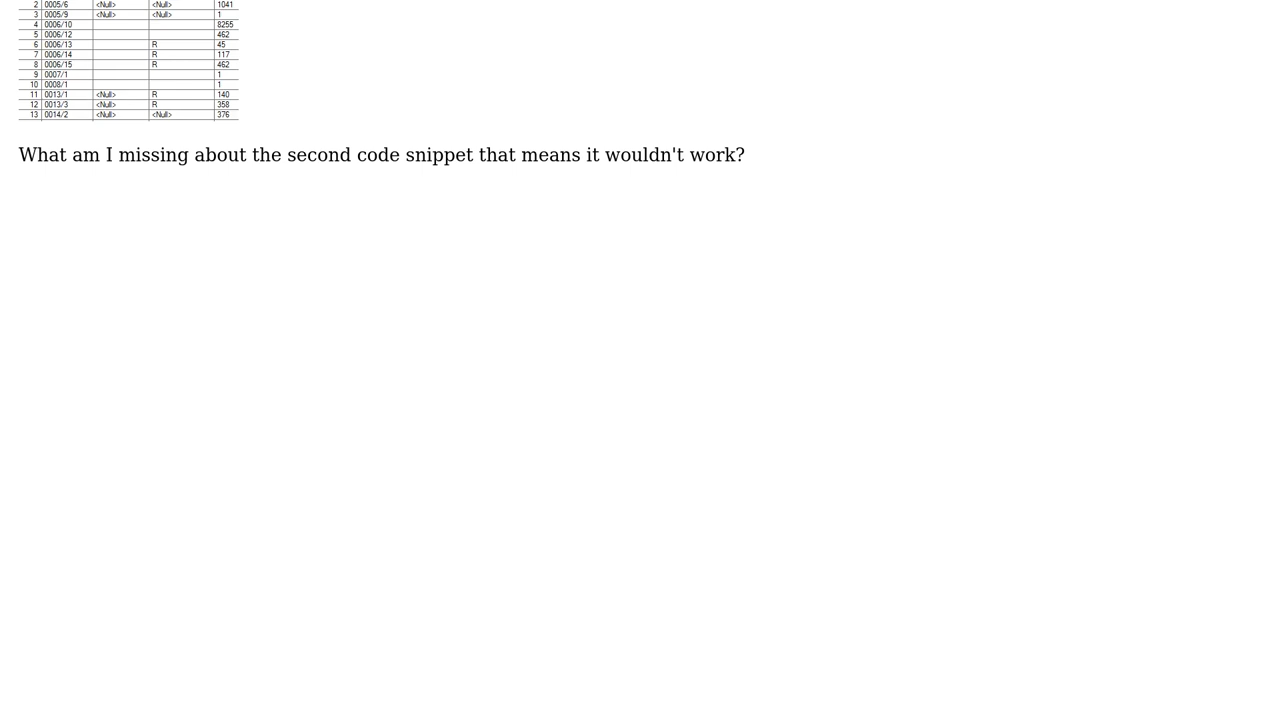 2 0005/6 <Null> <Null> 1041
3 0005/9 <Null> <Null> 1
4 0006/10 8255
5 0006/12 462
6 0006/13 R 45
7 0006/14 R 117
8 0006/15 R 462
9 0007/1 1
10 0008/1 1
11 0013/1 <Null> R 140
12 0013/3 <Null> R 358
13 0014/2 <Null> <Null> 376
What am I missing about the second code snippet that means it wouldn't work?